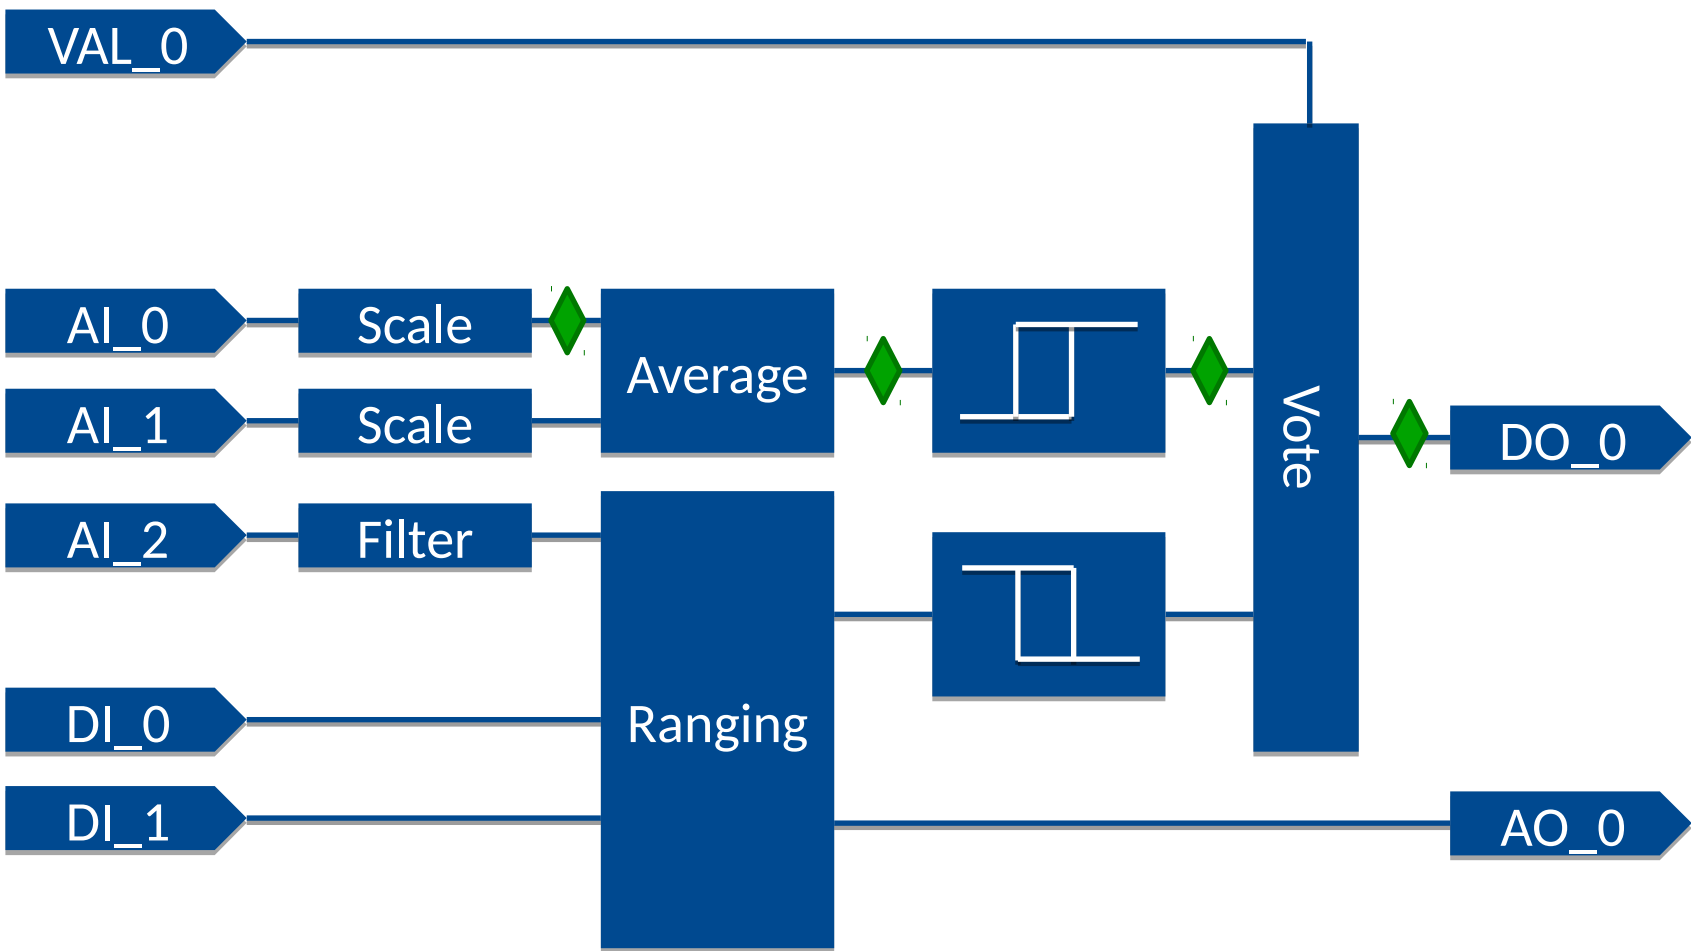 VAL_0
AI_0
Scale
Average
AI_1
Scale
Vote
DO_0
AI_2
Filter
Ranging
DI_0
DI_1
AO_0